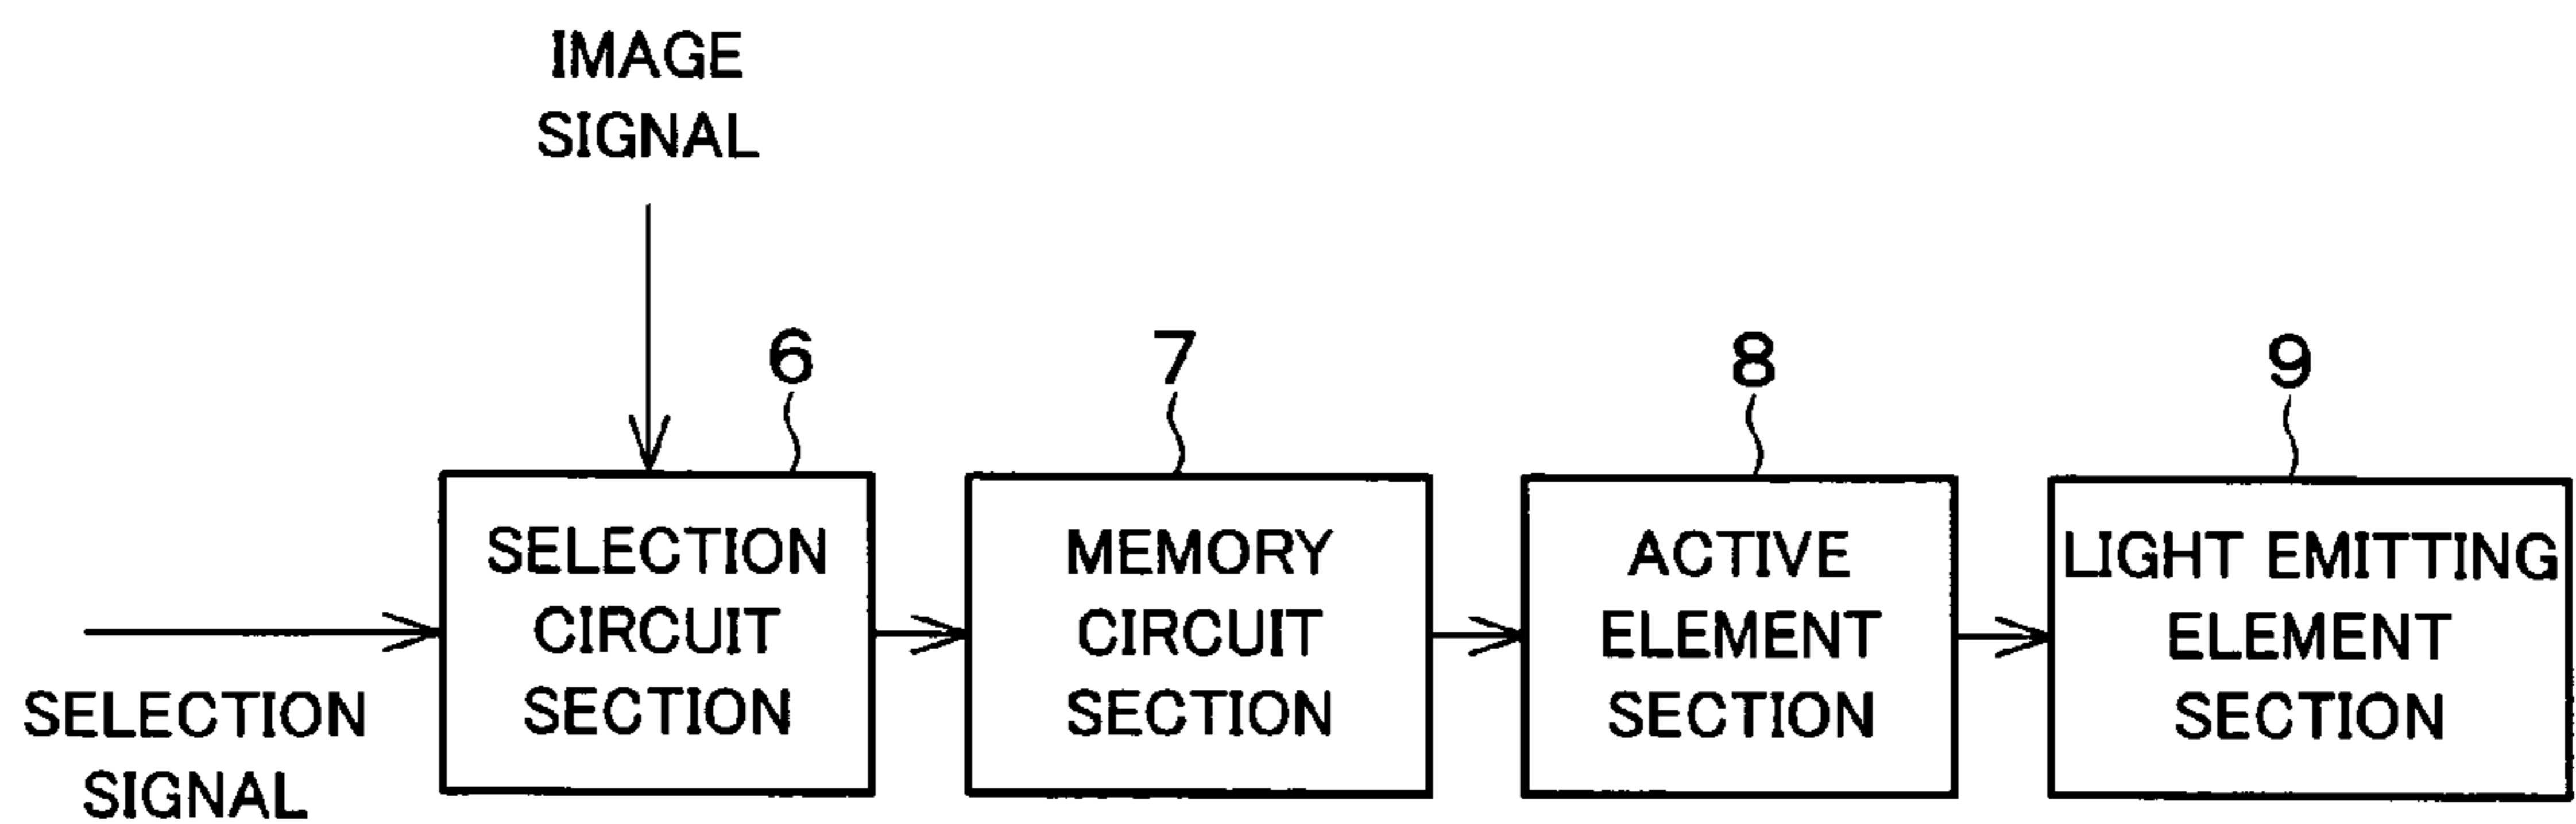 IMAGE
SIGNAL
6
7
8
9
SELECTION
CIRCUIT
SECTION
MEMORY
CIRCUIT
SECTION
ACTIVE
ELEMENT
SECTION
LIGHT EMITTING
ELEMENT
SECTION
SELECTION
SIGNAL